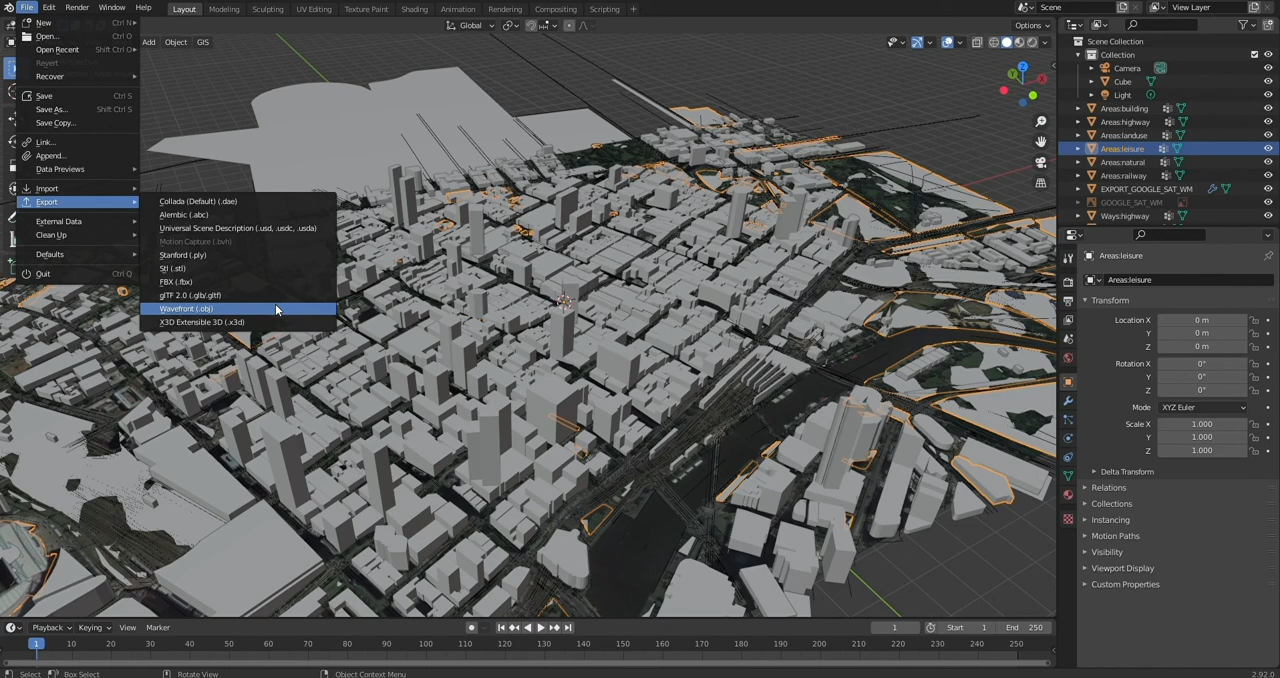 File Edit Render Window Help Layout Modeling Sculpting UV Editing Texture Paint Shading Animation Rendering Compositing Scripting + Scene View Layer
New Ctrl N
Open... Ctrl O
Open Recent Shift Ctrl O
Revert
Recover
Save Ctrl S
Save As... Shift Ctrl S
Save Copy...
Link...
Append...
Data Previews
Import
Export
External Data
Clean Up
Defaults
Quit Ctrl Q
Collada (Default) (.dae)
Alembic (.abc)
Universal Scene Description (.usd, .usdc, .usda)
Motion Capture (.bvh)
Stanford (.ply)
Stl (.stl)
FBX (.fbx)
glTF 2.0 (.glb/.gltf)
Wavefront (.obj)
X3D Extensible 3D (.x3d)
Global
Options
Add Object GIS
Z
Y
X
Scene Collection
Collection
Camera
Cube
Light
Areas:building
Areas:highway
Areas:landuse
Areas:leisure
Areas:natural
Areas:railway
EXPORT_GOOGLE_SAT_WM
GOOGLE_SAT_WM
Ways:highway
Areas:leisure
Areas:leisure
Transform
Location X 0 m
Y 0 m
Z 0 m
Rotation X 0°
Y 0°
Z 0°
Mode XYZ Euler
Scale X 1.000
Y 1.000
Z 1.000
Delta Transform
Relations
Collections
Instancing
Motion Paths
Visibility
Viewport Display
Custom Properties
Playback Keying View Marker 1 Start 1 End 250
1 10 20 30 40 50 60 70 80 90 100 110 120 130 140 150 160 170 180 190 200 210 220 230 240 250
Select Box Select Rotate View Object Context Menu 2.92.0